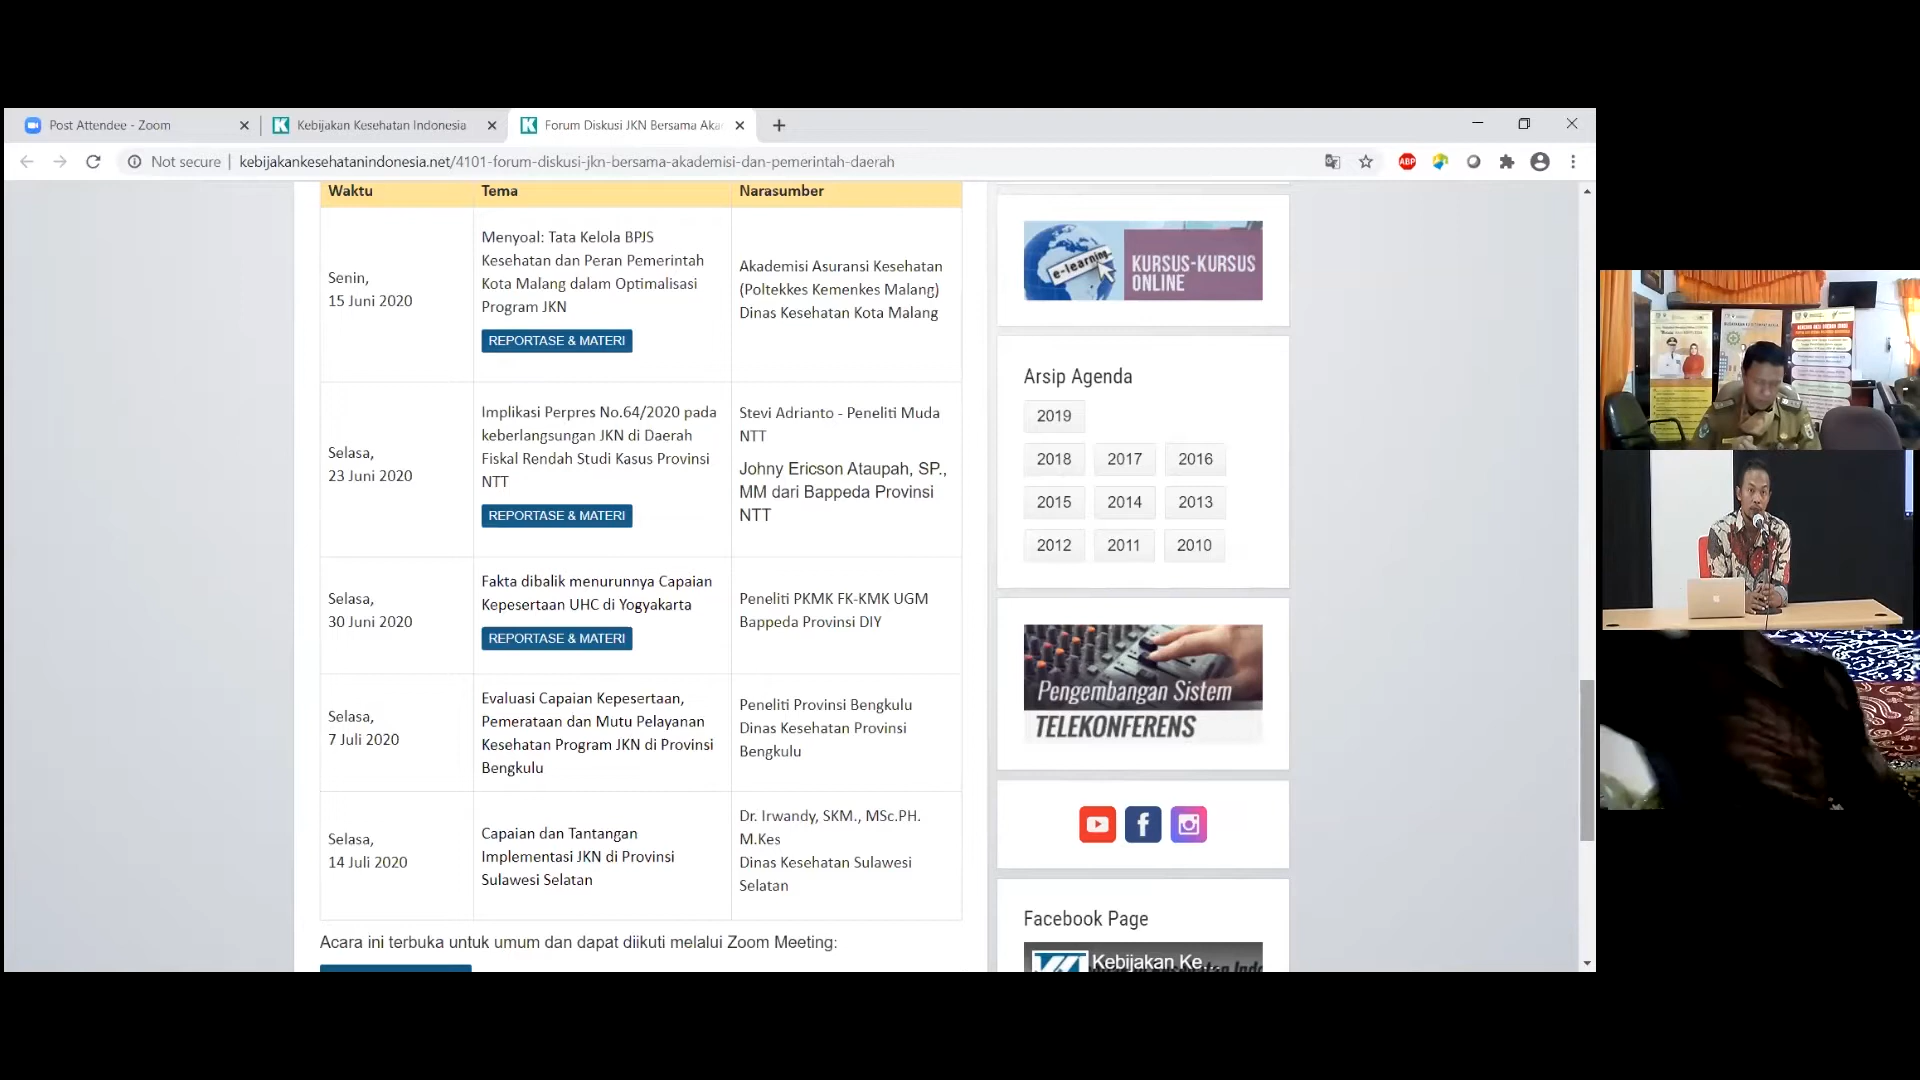 Post Attendee - Zoom
Kebijakan Kesehatan Indonesia
Forum Diskusi JKN Bersama Aka
Not secure
kebijakankesehatanindonesia.net/4101-forum-diskusi-jkn-bersama-akademisi-dan-pemerintah-daerah
ABP
Waktu
Tema
Narasumber
Senin,
15 Juni 2020
Menyoal: Tata Kelola BPJS
Kesehatan dan Peran Pemerintah
Kota Malang dalam Optimalisasi
Program JKN
REPORTASE & MATERI
Akademisi Asuransi Kesehatan
(Poltekkes Kemenkes Malang)
Dinas Kesehatan Kota Malang
Selasa,
23 Juni 2020
Implikasi Perpres No.64/2020 pada
keberlangsungan JKN di Daerah
Fiskal Rendah Studi Kasus Provinsi
NTT
REPORTASE & MATERI
Stevi Adrianto - Peneliti Muda
NTT
Johny Ericson Ataupah, SP.,
MM dari Bappeda Provinsi
NTT
Selasa,
30 Juni 2020
Fakta dibalik menurunnya Capaian
Kepesertaan UHC di Yogyakarta
REPORTASE & MATERI
Peneliti PKMK FK-KMK UGM
Bappeda Provinsi DIY
Selasa,
7 Juli 2020
Evaluasi Capaian Kepesertaan,
Pemerataan dan Mutu Pelayanan
Kesehatan Program JKN di Provinsi
Bengkulu
Peneliti Provinsi Bengkulu
Dinas Kesehatan Provinsi
Bengkulu
Selasa,
14 Juli 2020
Capaian dan Tantangan
Implementasi JKN di Provinsi
Sulawesi Selatan
Dr. Irwandy, SKM., MSc.PH.
M.Kes
Dinas Kesehatan Sulawesi
Selatan
Acara ini terbuka untuk umum dan dapat diikuti melalui Zoom Meeting:
e-learning
KURSUS-KURSUS
ONLINE
Arsip Agenda
2019
2018 2017 2016
2015 2014 2013
2012 2011 2010
Pengembangan Sistem
TELEKONFERENS
Facebook Page
Kebijakan Ke...